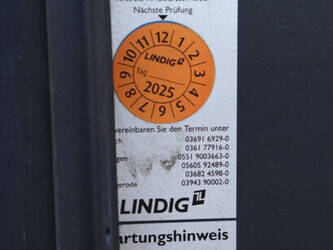 Nächste Prüfung
11 12 1
10 2
9 3
8 4
7 6 5
LINDIG
Tag
2025
vereinbaren Sie den Termin unter
03691 6929-0
0361 77916-0
0551 9003663-0
05605 92489-0
03682 4598-0
gerode 03943 90002-0
LINDIG
artungshinweis